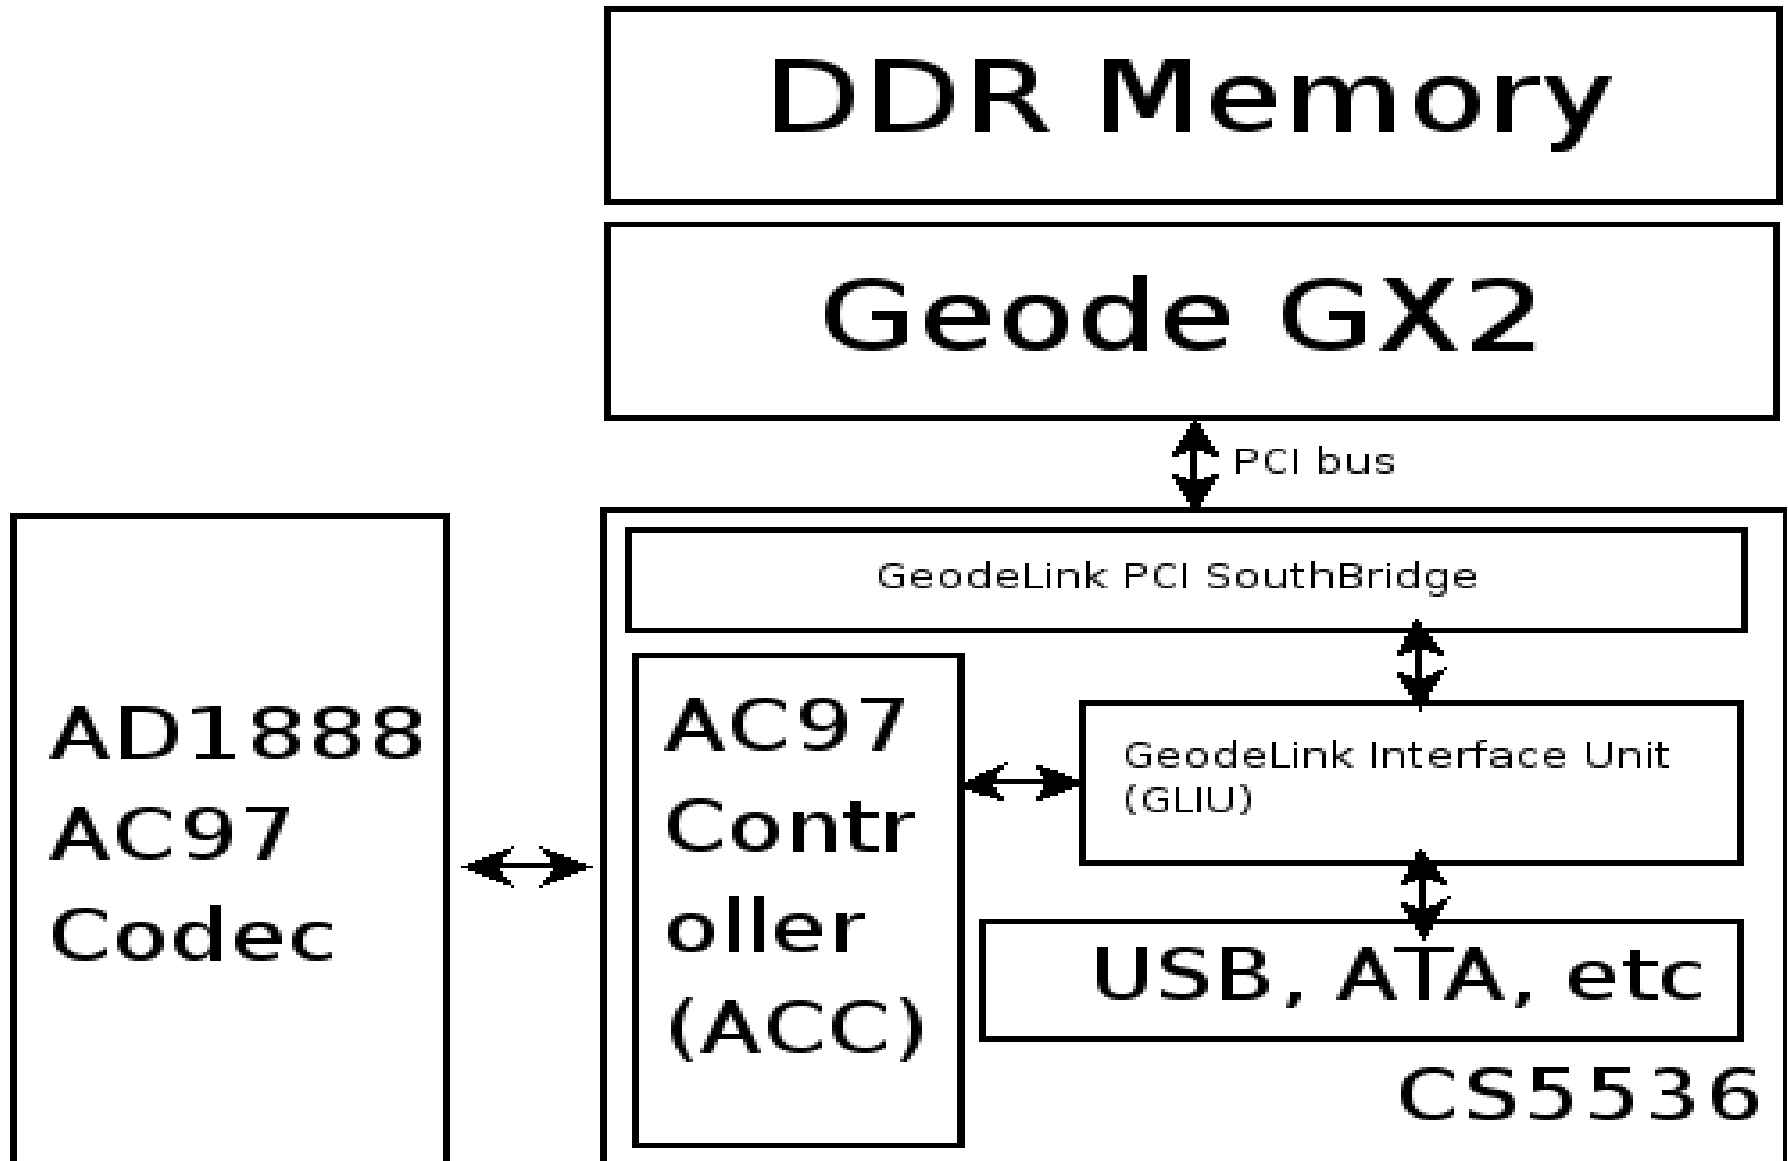 DDR Memory
Geode GX2
PCI bus
GeodeLink PCI SouthBridge
AD1888
AC97
Codec
AC97
Contr
oller
(ACC)
GeodeLink Interface Unit
(GLIU)
USB, ATA, etc
CS5536